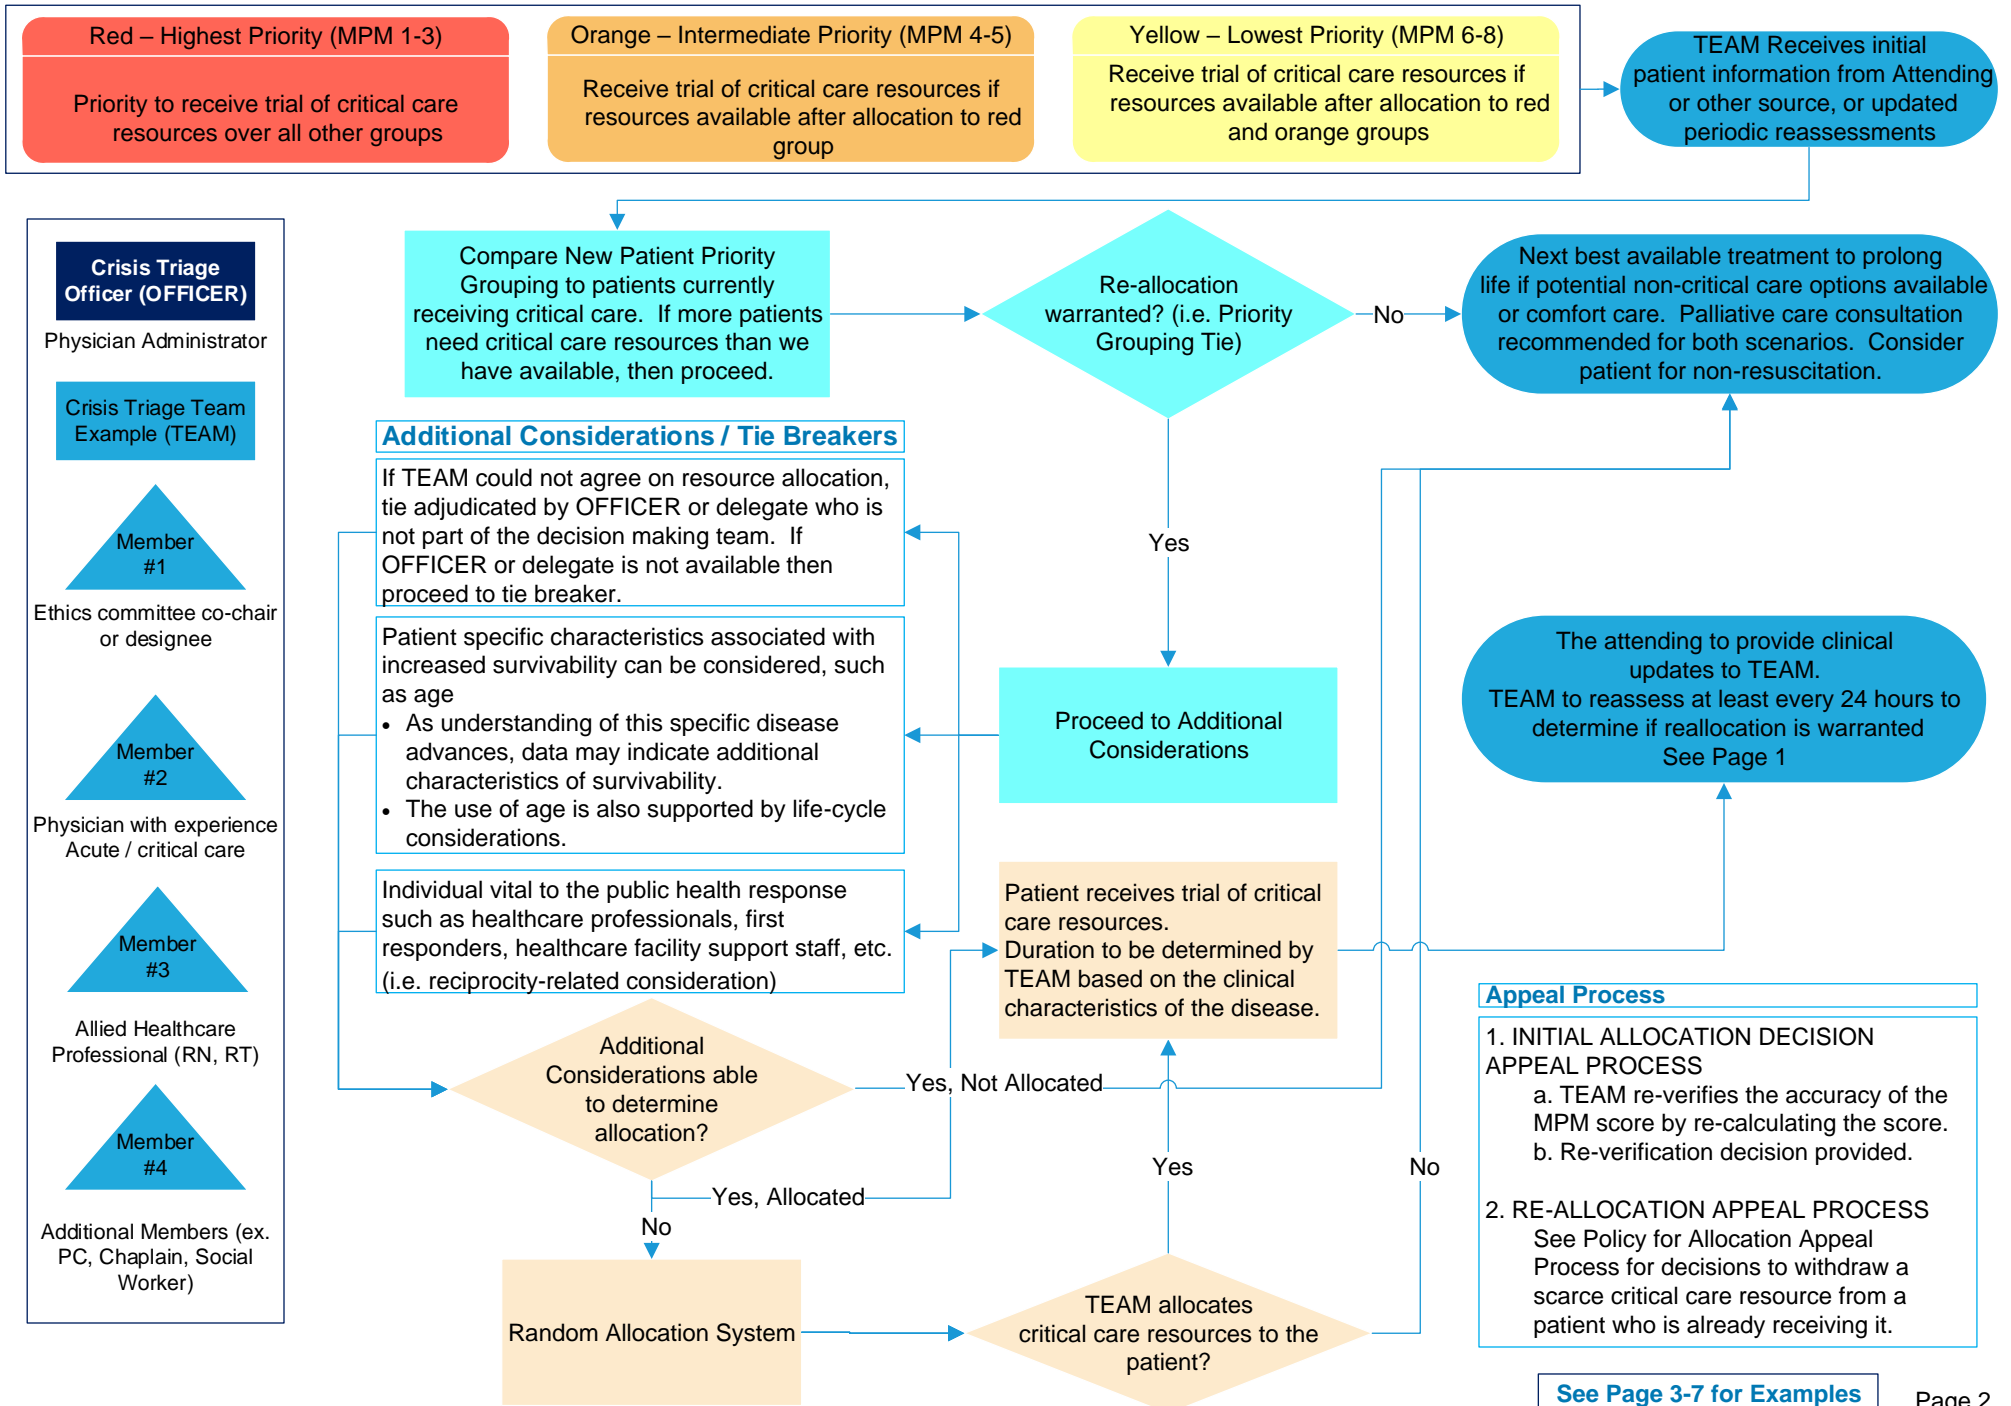 Red – Highest Priority (MPM 1-3)
Priority to receive trial of critical care
resources over all other groups
Orange – Intermediate Priority (MPM 4-5)
Receive trial of critical care resources if
resources available after allocation to red
group
Yellow – Lowest Priority (MPM 6-8)
Receive trial of critical care resources if
resources available after allocation to red
and orange groups
TEAM Receives initial
patient information from Attending
or other source, or updated
periodic reassessments
Crisis Triage
Officer (OFFICER)
Physician Administrator
Crisis Triage Team
Example (TEAM)
Member
#1
Ethics committee co-chair
or designee
Member
#2
Physician with experience
Acute / critical care
Member
#3
Allied Healthcare
Professional (RN, RT)
Member
#4
Additional Members (ex.
PC, Chaplain, Social
Worker)
Compare New Patient Priority
Grouping to patients currently
receiving critical care.  If more patients
need critical care resources than we
have available, then proceed.
Re-allocation
warranted? (i.e. Priority
Grouping Tie)
No
Next best available treatment to prolong
life if potential non-critical care options available
or comfort care.  Palliative care consultation
recommended for both scenarios.  Consider
patient for non-resuscitation.
Yes
Proceed to Additional
Considerations
Additional Considerations / Tie Breakers
If TEAM could not agree on resource allocation,
tie adjudicated by OFFICER or delegate who is
not part of the decision making team.  If
OFFICER or delegate is not available then
proceed to tie breaker.
Patient specific characteristics associated with
increased survivability can be considered, such
as age
• As understanding of this specific disease
advances, data may indicate additional
characteristics of survivability.
• The use of age is also supported by life-cycle
considerations.
Individual vital to the public health response
such as healthcare professionals, first
responders, healthcare facility support staff, etc.
(i.e. reciprocity-related consideration)
Additional
Considerations able
to determine
allocation?
Yes, Not Allocated
Yes, Allocated
No
Random Allocation System
TEAM allocates
critical care resources to the
patient?
Yes
No
Patient receives trial of critical
care resources.
Duration to be determined by
TEAM based on the clinical
characteristics of the disease.
The attending to provide clinical
updates to TEAM.
TEAM to reassess at least every 24 hours to
determine if reallocation is warranted
See Page 1
Appeal Process
1. INITIAL ALLOCATION DECISION
APPEAL PROCESS
a. TEAM re-verifies the accuracy of the
MPM score by re-calculating the score.
b. Re-verification decision provided.
2. RE-ALLOCATION APPEAL PROCESS
See Policy for Allocation Appeal
Process for decisions to withdraw a
scarce critical care resource from a
patient who is already receiving it.
See Page 3-7 for Examples
Page 2